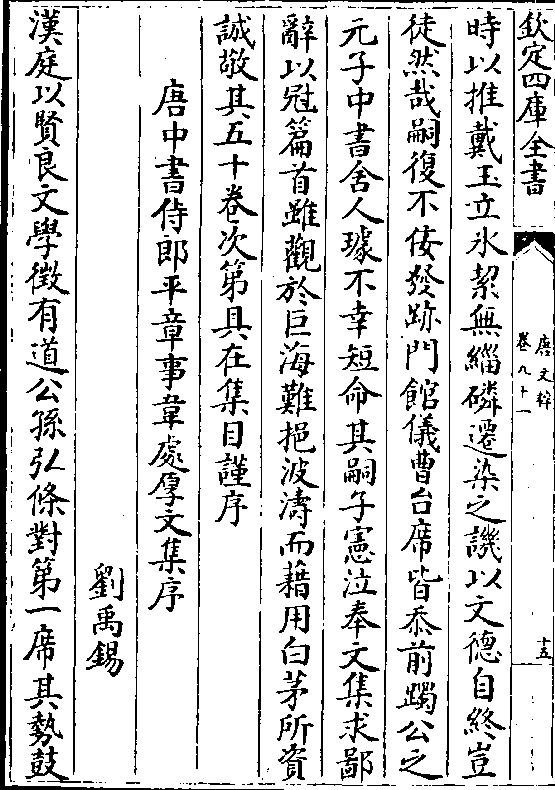 欽定四庫全書
唐文粹
卷九十一
十五
時以推戴玉立氷絜無緇磷遷染之譏以文德自終豈
徒然哉嗣復不佞發跡門館儀曹台席皆忝前躅公之
元子中書舍人璩不幸短命其嗣子憲泣奉文集求鄙
辭以冠篇首雖觀於巨海難挹波濤而藉用白茅所資
誠敬其五十卷次第具在集目謹序
唐中書侍郎平章事韋處厚文集序
劉禹錫
漢庭以賢良文學徵有道公孫弘條對第一席其勢鼓